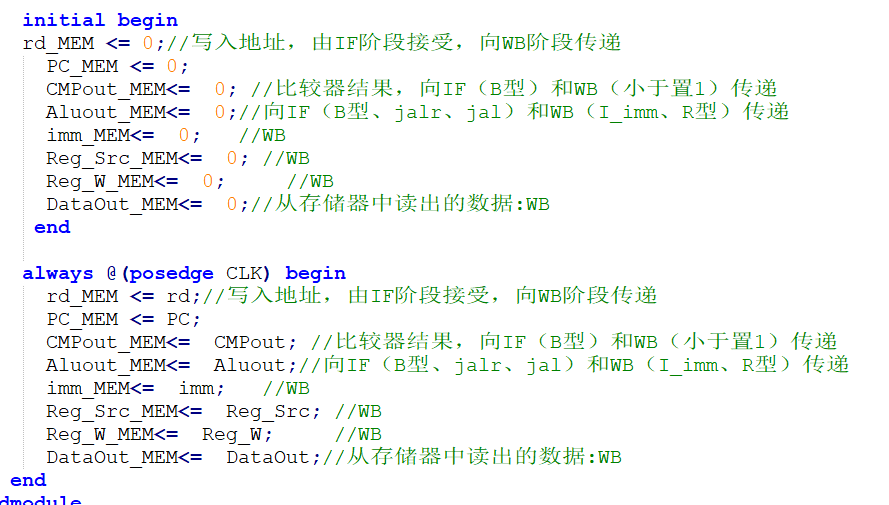 initial begin
rd_MEM <= 0;//写入地址，由IF阶段接受，向WB阶段传递
PC_MEM <= 0;
CMPout_MEM<=  0; //比较器结果，向IF（B型）和WB（小于置1）传递
Aluout_MEM<=  0;//向IF（B型、jalr、jal）和WB（I_imm、R型）传递
imm_MEM<=  0;   //WB
Reg_Src_MEM<=  0; //WB
Reg_W_MEM<=  0;     //WB
DataOut_MEM<=  0;//从存储器中读出的数据:WB
end
always @(posedge CLK) begin
rd_MEM <= rd;//写入地址，由IF阶段接受，向WB阶段传递
PC_MEM <= PC;
CMPout_MEM<=  CMPout; //比较器结果，向IF（B型）和WB（小于置1）传递
Aluout_MEM<=  Aluout;//向IF（B型、jalr、jal）和WB（I_imm、R型）传递
imm_MEM<=  imm;   //WB
Reg_Src_MEM<=  Reg_Src; //WB
Reg_W_MEM<=  Reg_W;     //WB
DataOut_MEM<=  DataOut;//从存储器中读出的数据:WB
end
dmodule